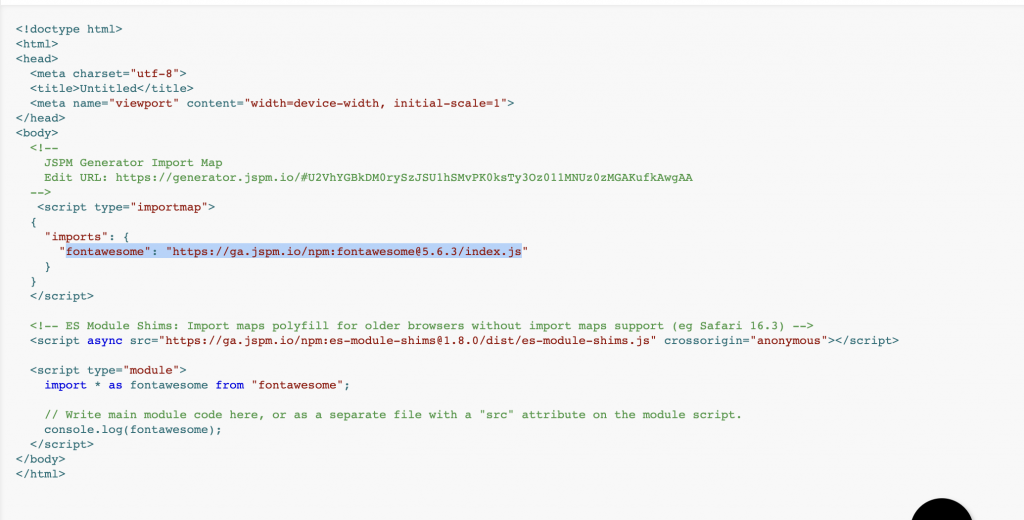 <!doctype html>
<html>
<head>
  <meta charset="utf-8">
  <title>Untitled</title>
  <meta name="viewport" content="width=device-width, initial-scale=1">
</head>
<body>
  <!--
    JSPM Generator Import Map
    Edit URL: https://generator.jspm.io/#U2VhYGBkDM0rySzJSU1hSMvPK0ksTy3Oz011MNUz0zMGAKufkAwgAA
  -->
   <script type="importmap">
  {
    "imports": {
      "fontawesome": "https://ga.jspm.io/npm:fontawesome@5.6.3/index.js"
    }
  }
  </script>

  <!-- ES Module Shims: Import maps polyfill for older browsers without import maps support (eg Safari 16.3) -->
  <script async src="https://ga.jspm.io/npm:es-module-shims@1.8.0/dist/es-module-shims.js" crossorigin="anonymous"></script>

  <script type="module">
    import * as fontawesome from "fontawesome";

    // Write main module code here, or as a separate file with a "src" attribute on the module script.
    console.log(fontawesome);
  </script>
</body>
</html>